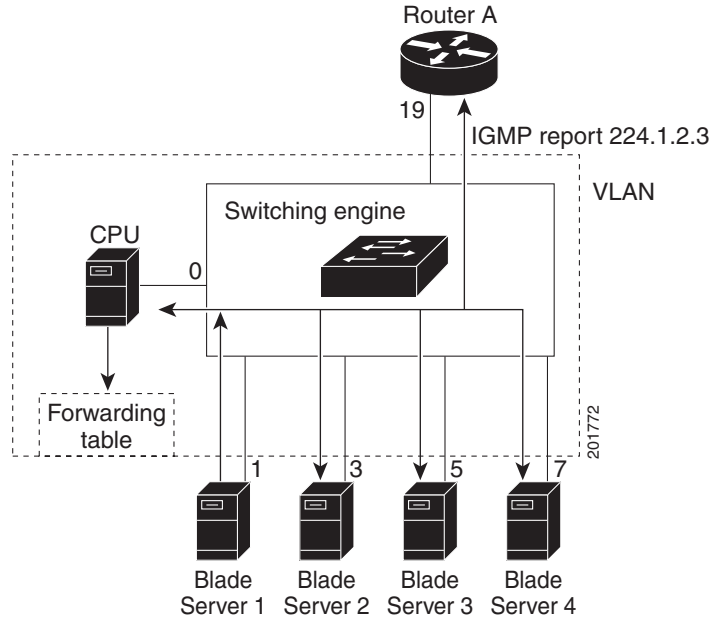 Router A
19
IGMP report 224.1.2.3
VLAN
Switching engine
CPU
0
Forwarding
table
201772
1
3
5
7
Blade
Server 1
Blade
Server 2
Blade
Server 3
Blade
Server 4